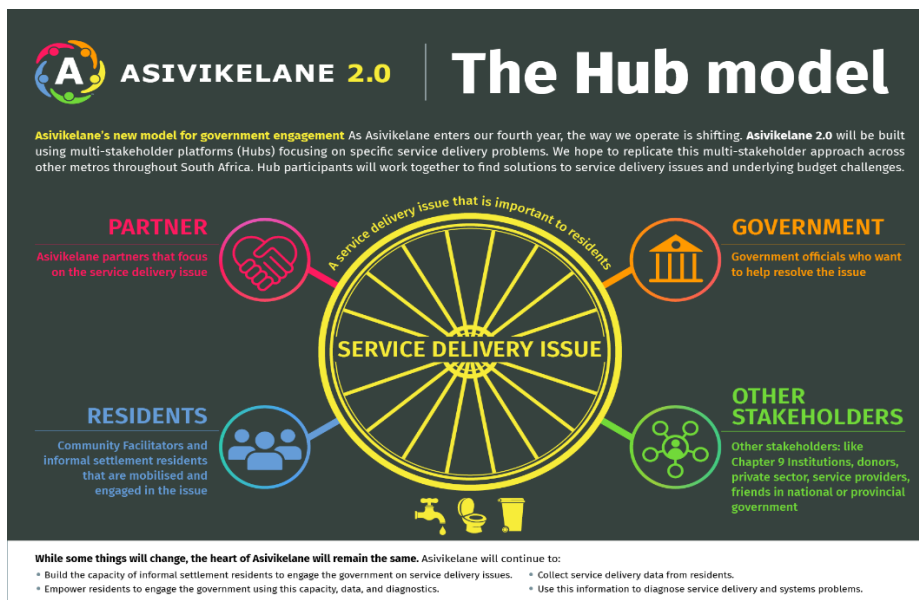 A ASIVIKELANE 2.0
The Hub model
Asivikelane's new model for government engagement As Asivikelane enters our fourth year, the way we operate is shifting. Asivikelane 2.0 will be built
using multi-stakeholder platforms (Hubs) focusing on specific service delivery problems. We hope to replicate this multi-stakeholder approach across
other metros throughout South Africa. Hub participants will work together to find solutions to service delivery issues and underlying budget challenges.
A service delivery issue that is important to residents
PARTNER
Asivikelane partners that focus
on the service delivery issue
GOVERNMENT
Government officials who want
to help resolve the issue
SERVICE DELIVERY ISSUE
RESIDENTS
Community Facilitators and
informal settlement residents
that are mobilised and
engaged in the issue
OTHER
STAKEHOLDERS
Other stakeholders: like
Chapter 9 Institutions, donors,
private sector, service providers,
friends in national or provincial
government
While some things will change, the heart of Asivikelane will remain the same. Asivikelane will continue to:
• Build the capacity of informal settlement residents to engage the government on service delivery issues.
• Empower residents to engage the government using this capacity, data, and diagnostics.
• Collect service delivery data from residents.
• Use this information to diagnose service delivery and systems problems.